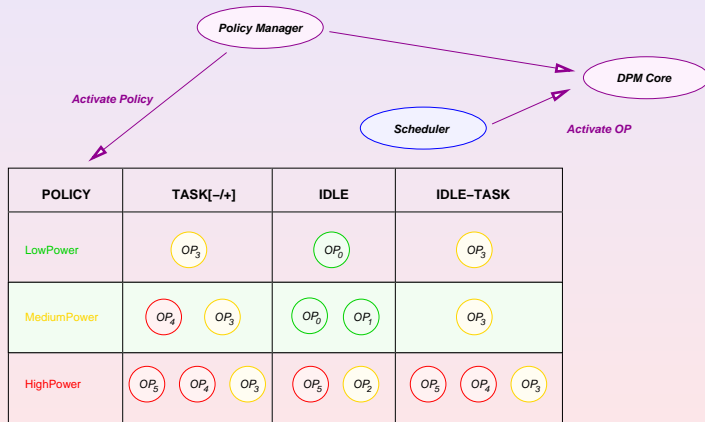 Policy Manager
DPM Core
Activate Policy
Scheduler
Activate OP
POLICY TASK[−/+] IDLE IDLE−TASK
LowPower OP3 OP0 OP3
MediumPower OP4 OP3 OP0 OP1 OP3
HighPower OP5 OP4 OP3 OP5 OP2 OP5 OP4 OP3